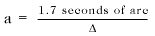 a = 1.7 seconds of arc
Δ